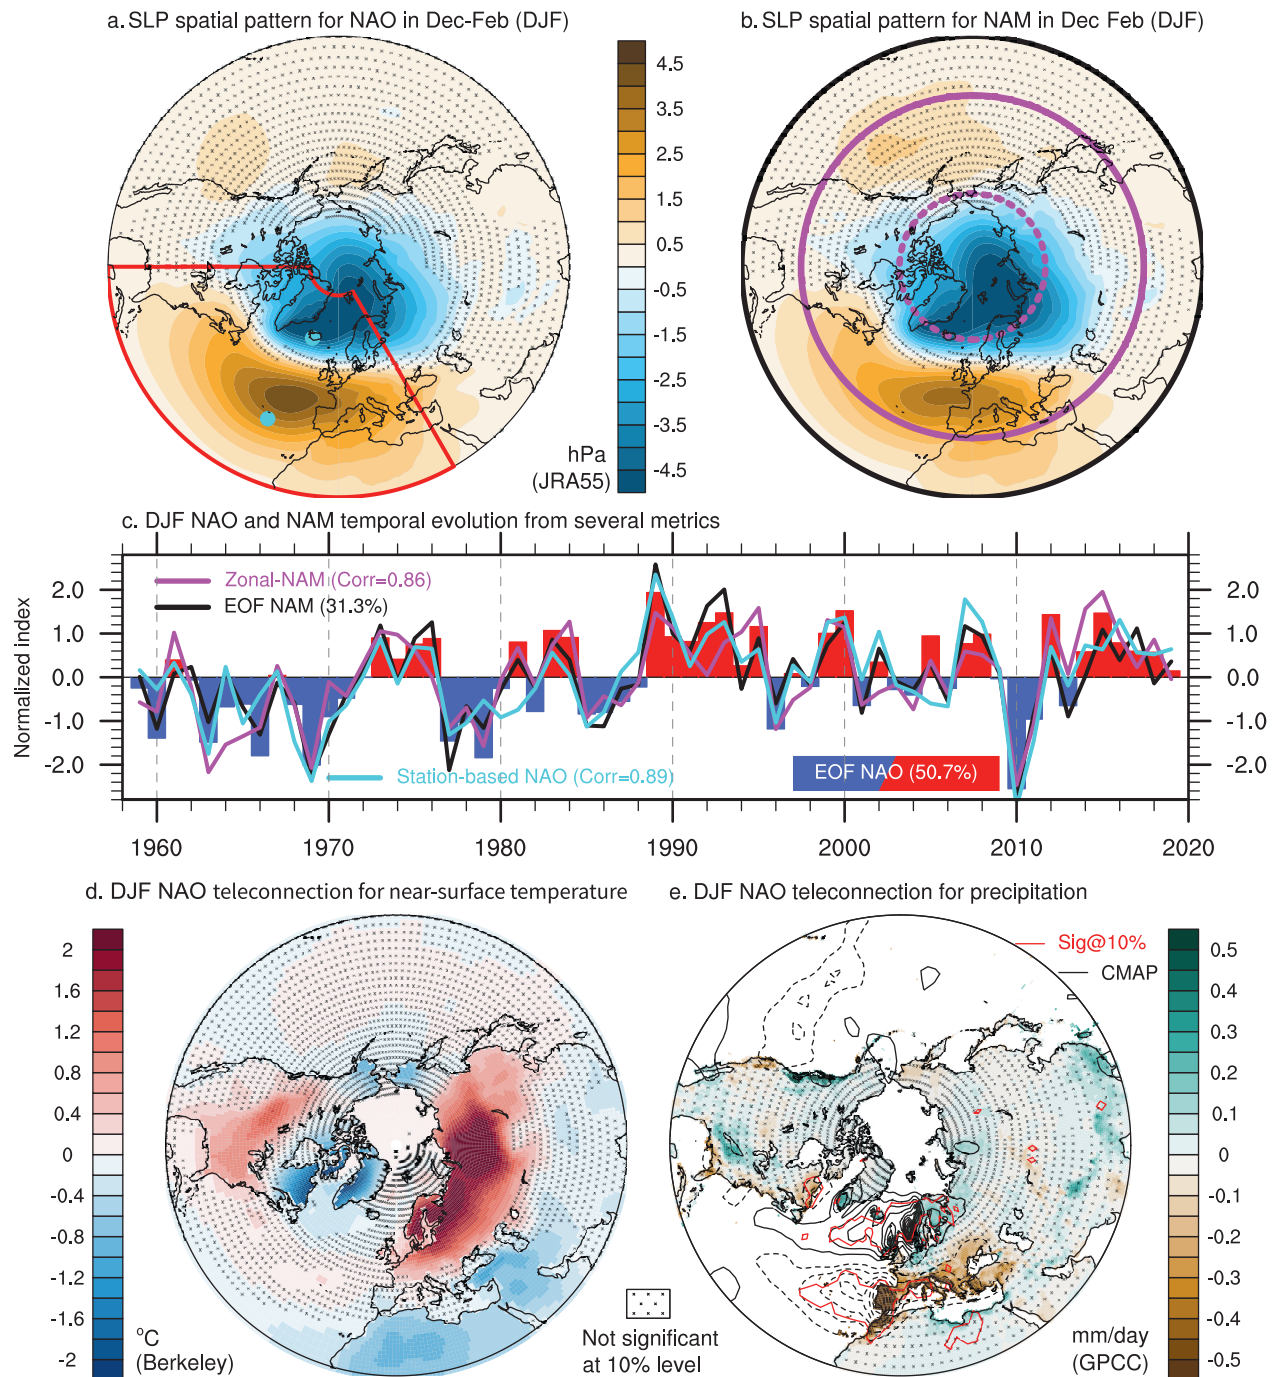 a. SLP spatial pattern for NAO in Dec-Feb (DJF)
b. SLP spatial pattern for NAM in Dec Feb (DJF)
4.5
3.5
2.5
1.5
0.5
-0.5
-1.5
-2.5
-3.5
-4.5
hPa
(JRA55)
c. DJF NAO and NAM temporal evolution from several metrics
Normalized index
2.0
1.0
0.0
-1.0
-2.0
Zonal-NAM (Corr=0.86)
EOF NAM (31.3%)
Station-based NAO (Corr=0.89)
EOF NAO (50.7%)
2.0
1.0
0.0
-1.0
-2.0
1960 1970 1980 1990 2000 2010 2020
d. DJF NAO teleconnection for near-surface temperature
e. DJF NAO teleconnection for precipitation
2
1.6
1.2
0.8
0.4
0
-0.4
-0.8
-1.2
-1.6
-2
°C
(Berkeley)
Not significant
at 10% level
Sig@10%
CMAP
0.5
0.4
0.3
0.2
0.1
0
-0.1
-0.2
-0.3
-0.4
-0.5
mm/day
(GPCC)